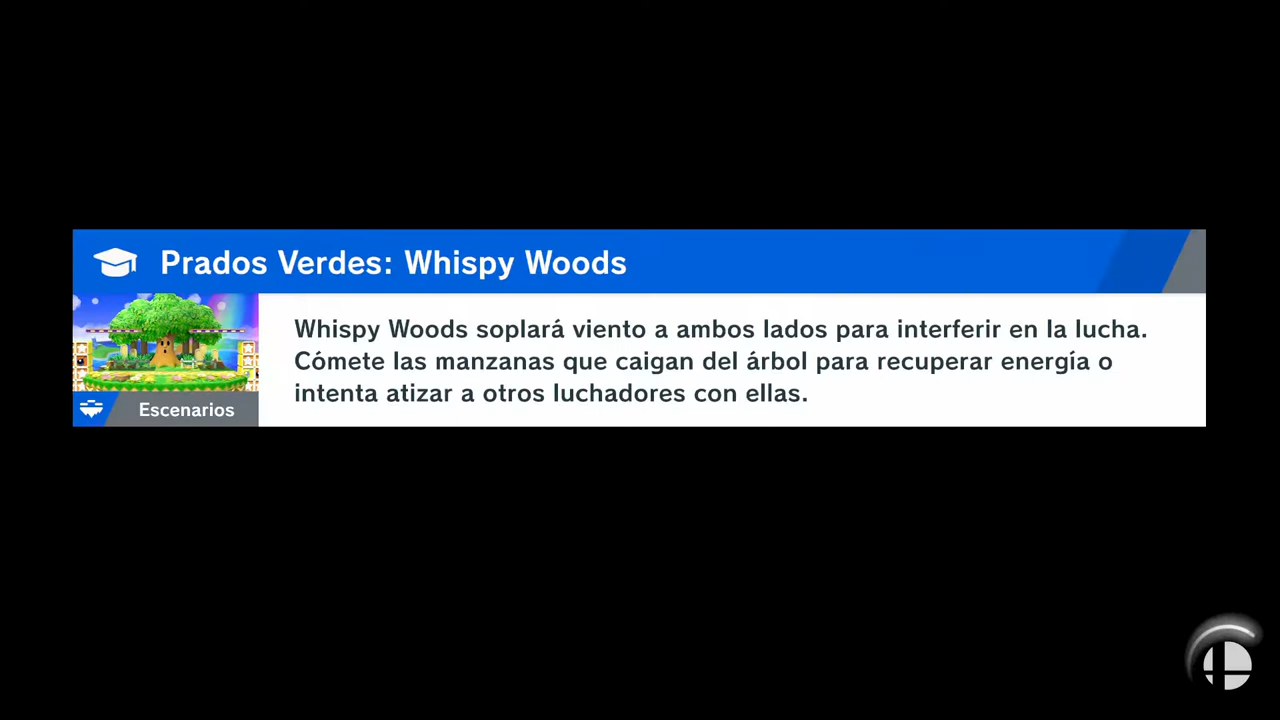 Prados Verdes: Whispy Woods
Whispy Woods soplará viento a ambos lados para interferir en la lucha.
Cómete las manzanas que caigan del árbol para recuperar energía o
intenta atizar a otros luchadores con ellas.
Escenarios